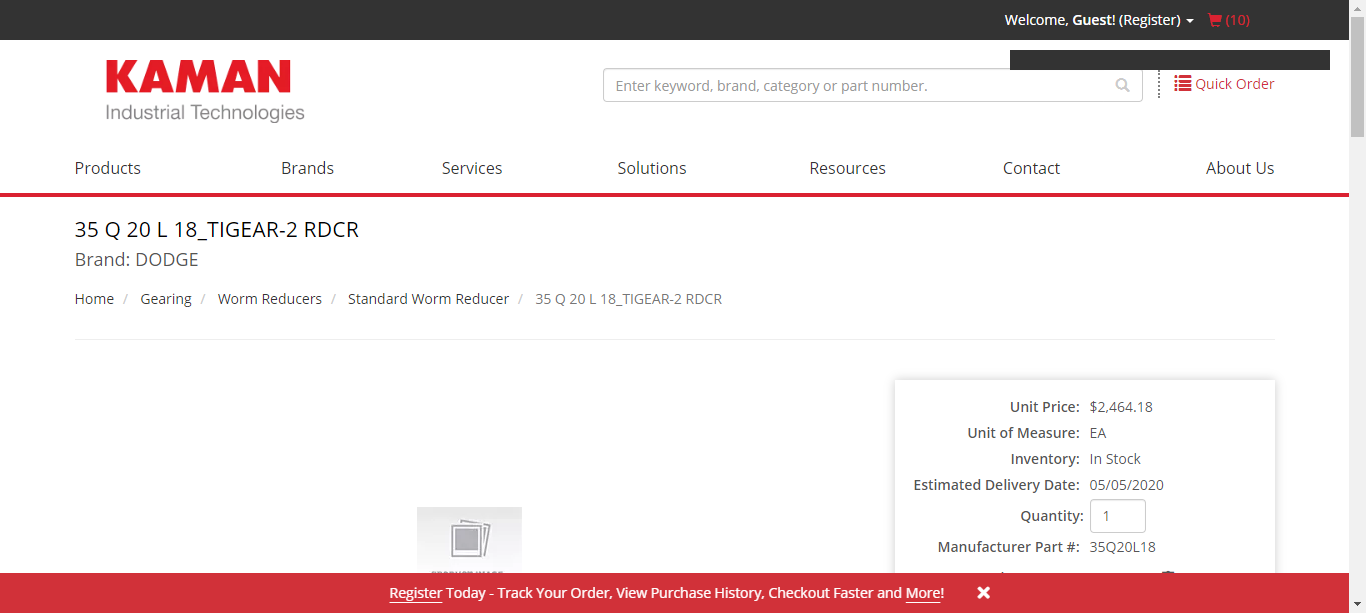 Welcome, Guest! (Register) (10)
KAMAN
Industrial Technologies
Enter keyword, brand, category or part number.
Quick Order
Products Brands Services Solutions Resources Contact About Us
35 Q 20 L 18_TIGEAR-2 RDCR
Brand: DODGE
Home / Gearing / Worm Reducers / Standard Worm Reducer / 35 Q 20 L 18_TIGEAR-2 RDCR
Unit Price: $2,464.18
Unit of Measure: EA
Inventory: In Stock
Estimated Delivery Date: 05/05/2020
Quantity: 1
Manufacturer Part #: 35Q20L18
Register Today - Track Your Order, View Purchase History, Checkout Faster and More!